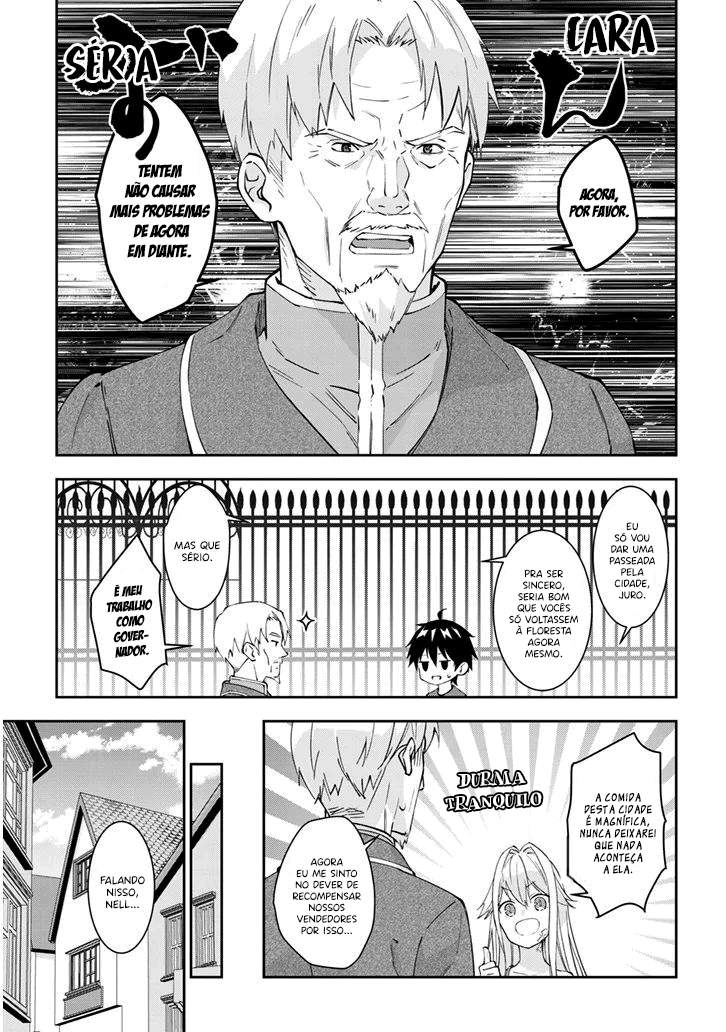 CARA
SÉRIA
ずおん
AGORA,
POR FAVOR.
TENTEM
NÃO CAUSAR
MAIS PROBLEMAS
DE AGORA
EM DIANTE.
EU
SÓ VOU
DAR UMA
PASSEADA
PELA
CIDADE,
JURO.
PRA SER
SINCERO,
SERIA BOM
QUE VOCÊS
SÓ VOLTASSEM
À FLORESTA
AGORA
MESMO.
MAS QUE
SÉRIO.
É MEU
TRABALHO
COMO
GOVER-
NADOR.
A COMIDA
DESTA CIDADE
É MAGNÍFICA,
NUNCA DEIXAREI
QUE NADA
ACONTEÇA
A ELA.
DURMA
TRANQUILO
AGORA
EU ME SINTO
NO DEVER DE
RECOMPENSAR
NOSSOS
VENDEDORES
POR ISSO...
FALANDO
NISSO,
NELL...